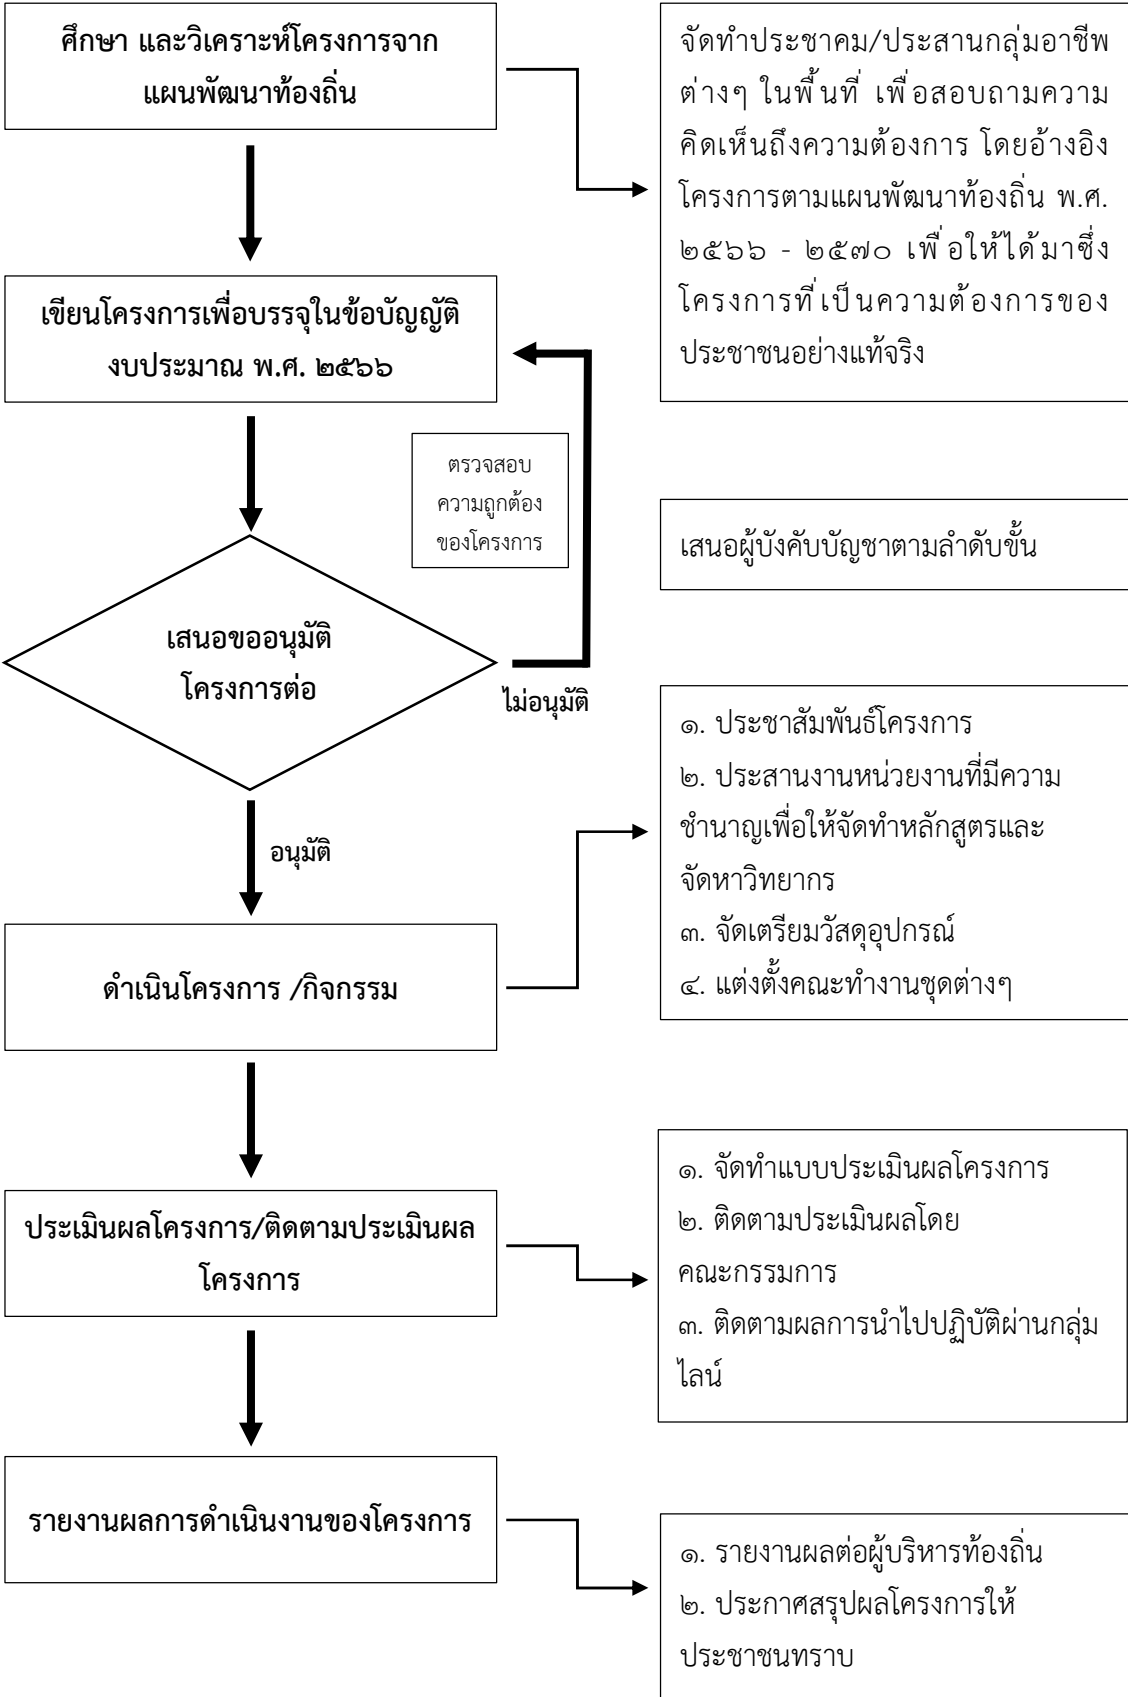 ศึกษา และวิเคราะห์โครงการจาก
แผนพัฒนาท้องถิ่น
จัดทำประชาคม/ประสานกลุ่มอาชีพ
ต่างๆ ในพื้นที่ เพื่อสอบถามความ
คิดเห็นถึงความต้องการ โดยอ้างอิง
โครงการตามแผนพัฒนาท้องถิ่น พ.ศ.
๒๕๖๖ - ๒๕๗๐ เพื่อให้ได้มาซึ่ง
โครงการที่เป็นความต้องการของ
ประชาชนอย่างแท้จริง
เขียนโครงการเพื่อบรรจุในข้อบัญญัติ
งบประมาณ พ.ศ. ๒๕๖๖
ตรวจสอบ
ความถูกต้อง
ของโครงการ
เสนอผู้บังคับบัญชาตามลำดับขั้น
เสนอขออนุมัติ
โครงการต่อ
ไม่อนุมัติ
อนุมัติ
๑. ประชาสัมพันธ์โครงการ
๒. ประสานงานหน่วยงานที่มีความ
ชำนาญเพื่อให้จัดทำหลักสูตรและ
จัดหาวิทยากร
๓. จัดเตรียมวัสดุอุปกรณ์
๔. แต่งตั้งคณะทำงานชุดต่างๆ
ดำเนินโครงการ /กิจกรรม
ประเมินผลโครงการ/ติดตามประเมินผล
โครงการ
๑. จัดทำแบบประเมินผลโครงการ
๒. ติดตามประเมินผลโดย
คณะกรรมการ
๓. ติดตามผลการนำไปปฏิบัติผ่านกลุ่ม
ไลน์
รายงานผลการดำเนินงานของโครงการ
๑. รายงานผลต่อผู้บริหารท้องถิ่น
๒. ประกาศสรุปผลโครงการให้
ประชาชนทราบ